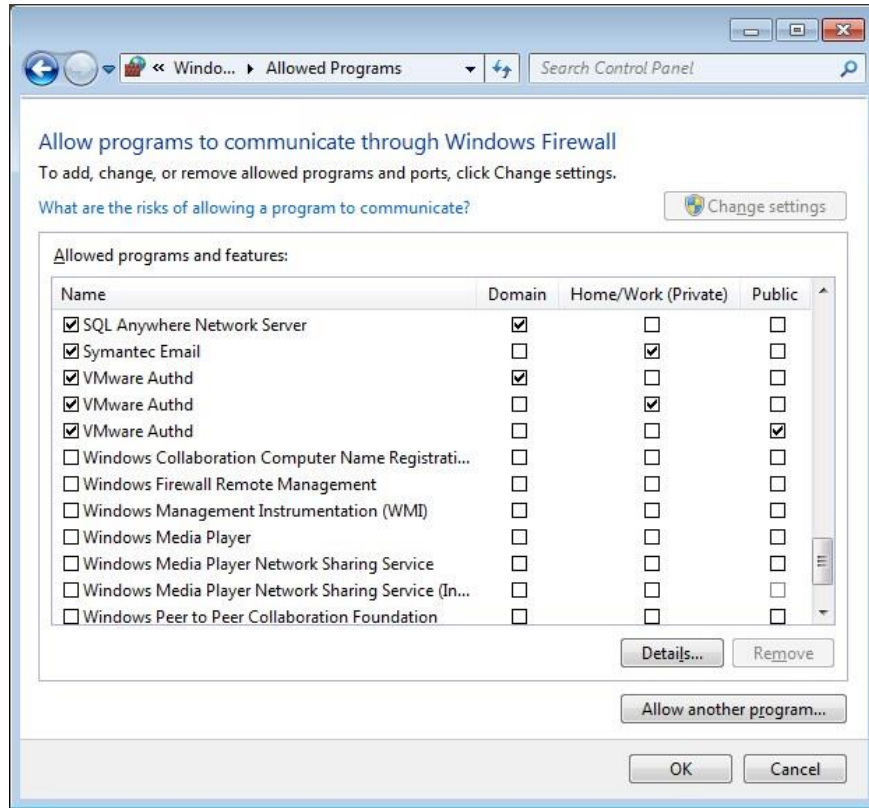 « Windo... ▸ Allowed Programs
Search Control Panel
Allow programs to communicate through Windows Firewall
To add, change, or remove allowed programs and ports, click Change settings.
What are the risks of allowing a program to communicate?
Change settings
Allowed programs and features:
Name Domain Home/Work (Private) Public
SQL Anywhere Network Server
Symantec Email
VMware Authd
VMware Authd
VMware Authd
Windows Collaboration Computer Name Registrati...
Windows Firewall Remote Management
Windows Management Instrumentation (WMI)
Windows Media Player
Windows Media Player Network Sharing Service
Windows Media Player Network Sharing Service (In...
Windows Peer to Peer Collaboration Foundation
Details... Remove
Allow another program...
OK Cancel